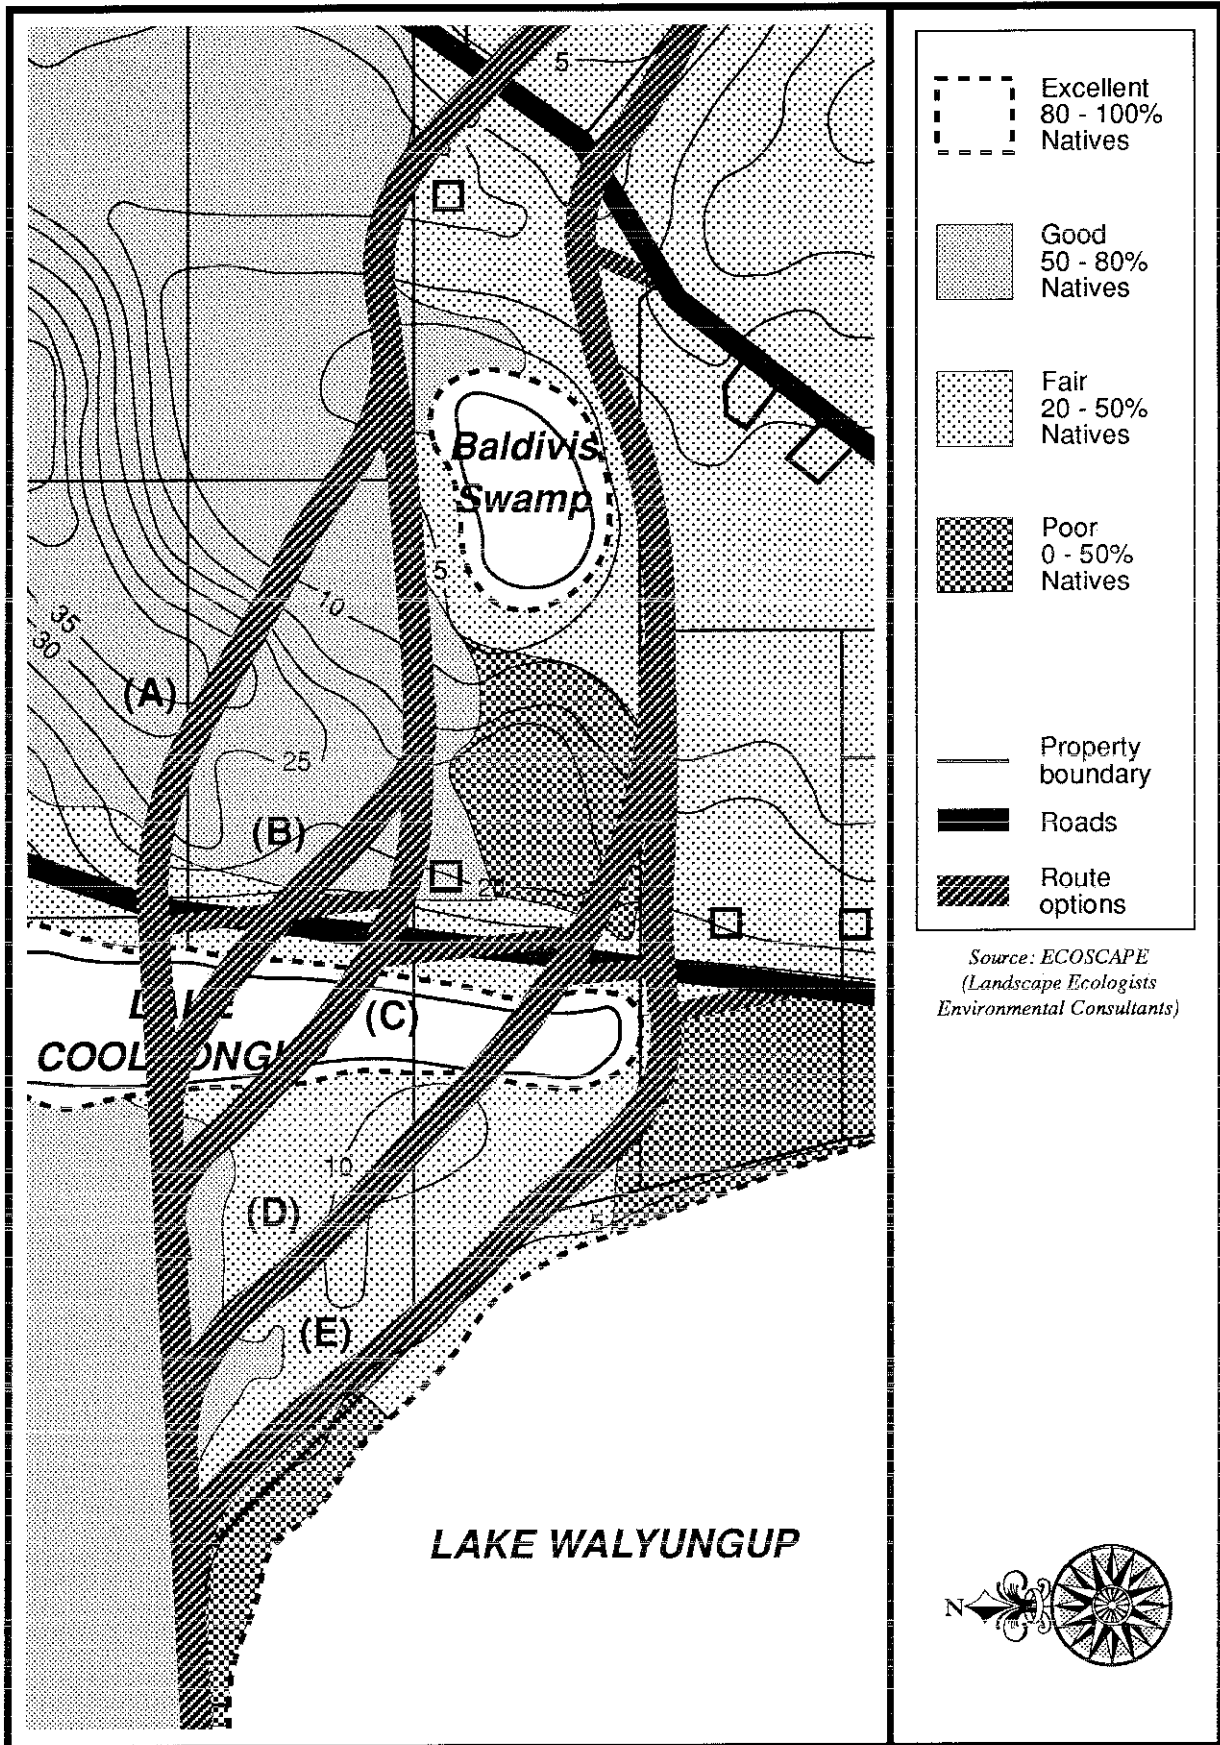 5
Baldivis
Swamp
5
10
35
30
(A)
25
(B)
20
LAKE
(C)
10
(D)
5
(E)
LAKE WALYUNGUP
Excellent
80 - 100%
Natives
Good
50 - 80%
Natives
Fair
20 - 50%
Natives
Poor
0 - 50%
Natives
Property
boundary
Roads
Route
options
Source: ECOSCAPE
(Landscape Ecologists
Environmental Consultants)
N